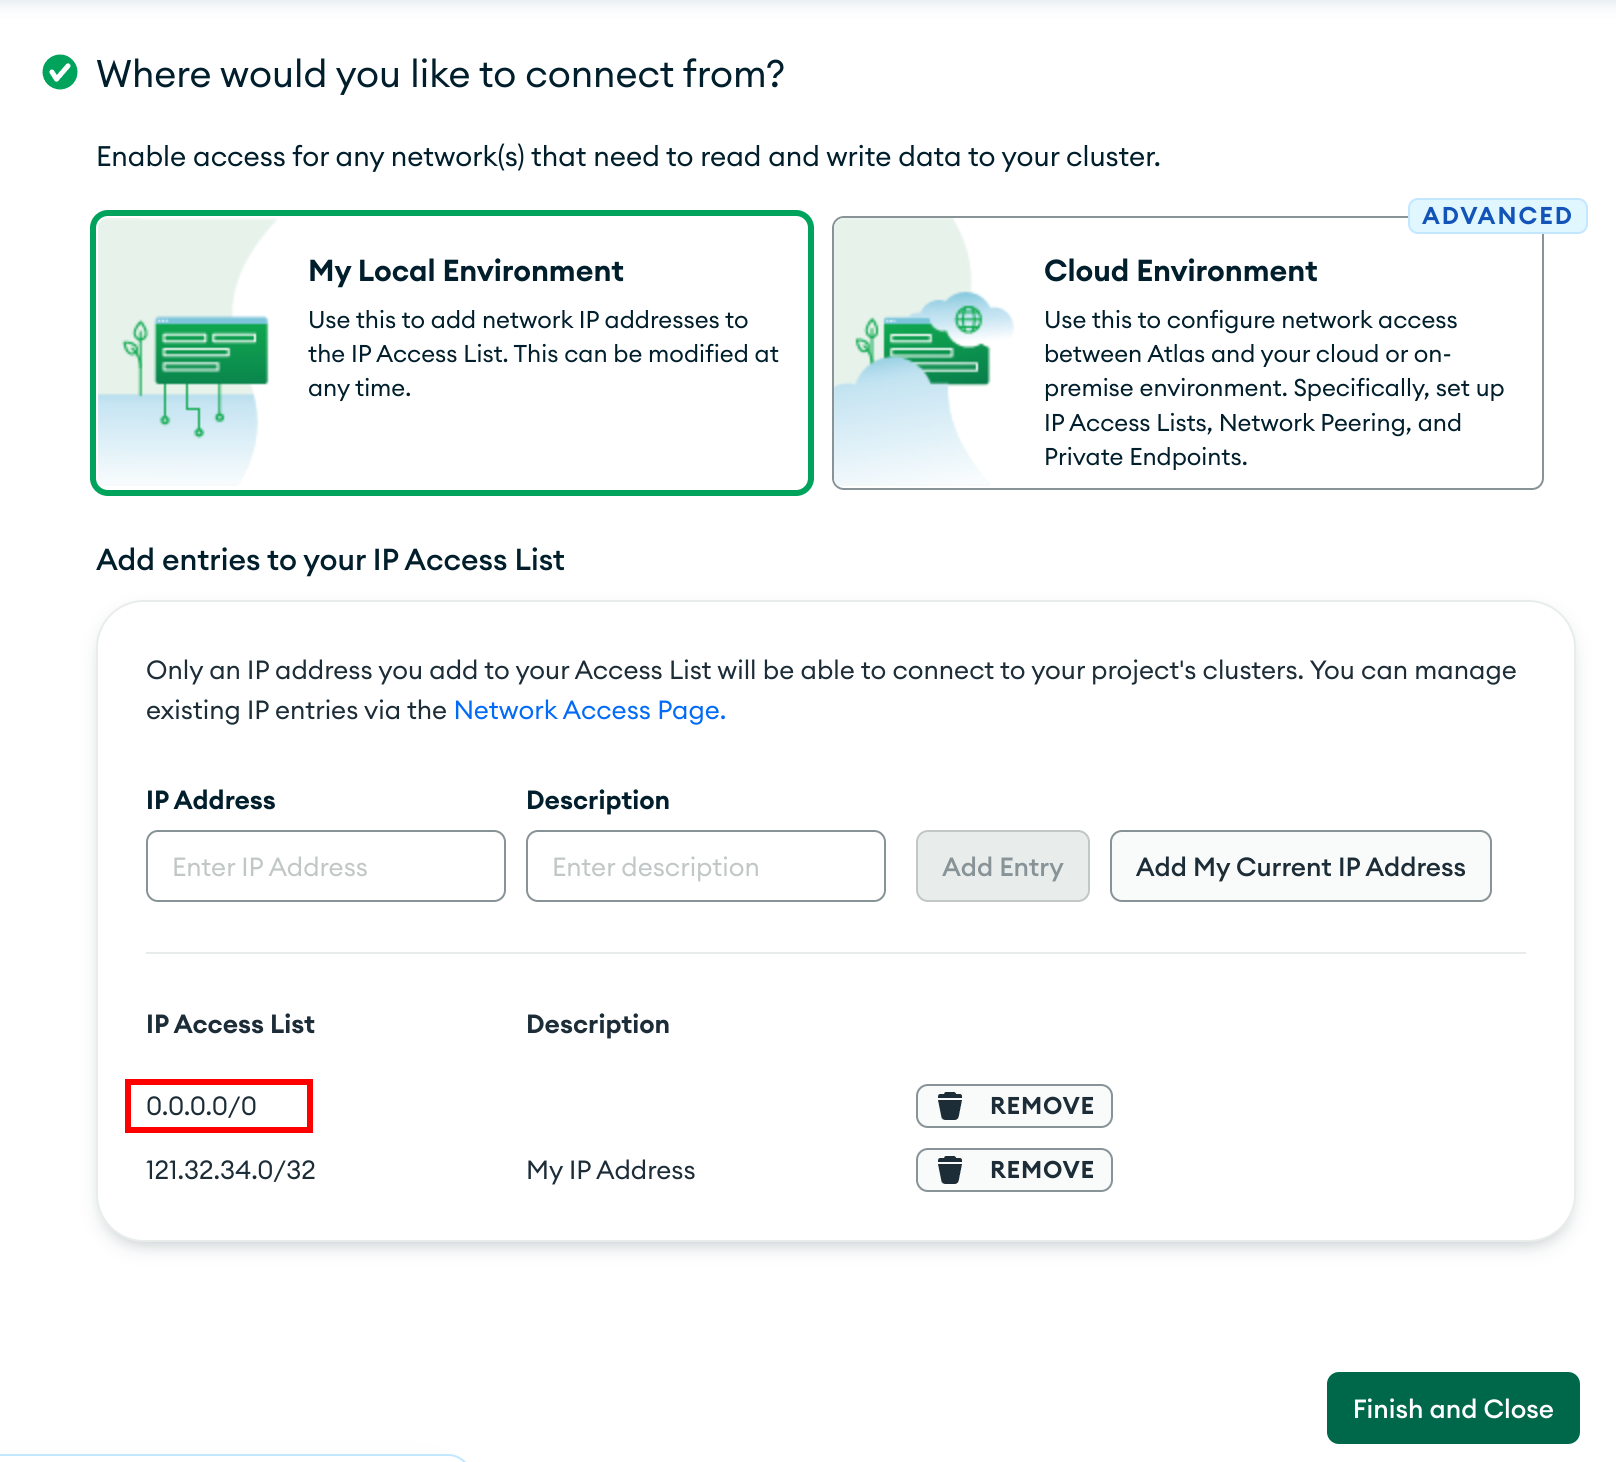 Where would you like to connect from?
Enable access for any network(s) that need to read and write data to your cluster.
ADVANCED
My Local Environment
Use this to add network IP addresses to
the IP Access List. This can be modified at
any time.
Cloud Environment
Use this to configure network access
between Atlas and your cloud or on-
premise environment. Specifically, set up
IP Access Lists, Network Peering, and
Private Endpoints.
Add entries to your IP Access List
Only an IP address you add to your Access List will be able to connect to your project's clusters. You can manage
existing IP entries via the Network Access Page.
IP Address Description
Enter IP Address Enter description Add Entry Add My Current IP Address
IP Access List Description
0.0.0.0/0 REMOVE
121.32.34.0/32 My IP Address REMOVE
Finish and Close